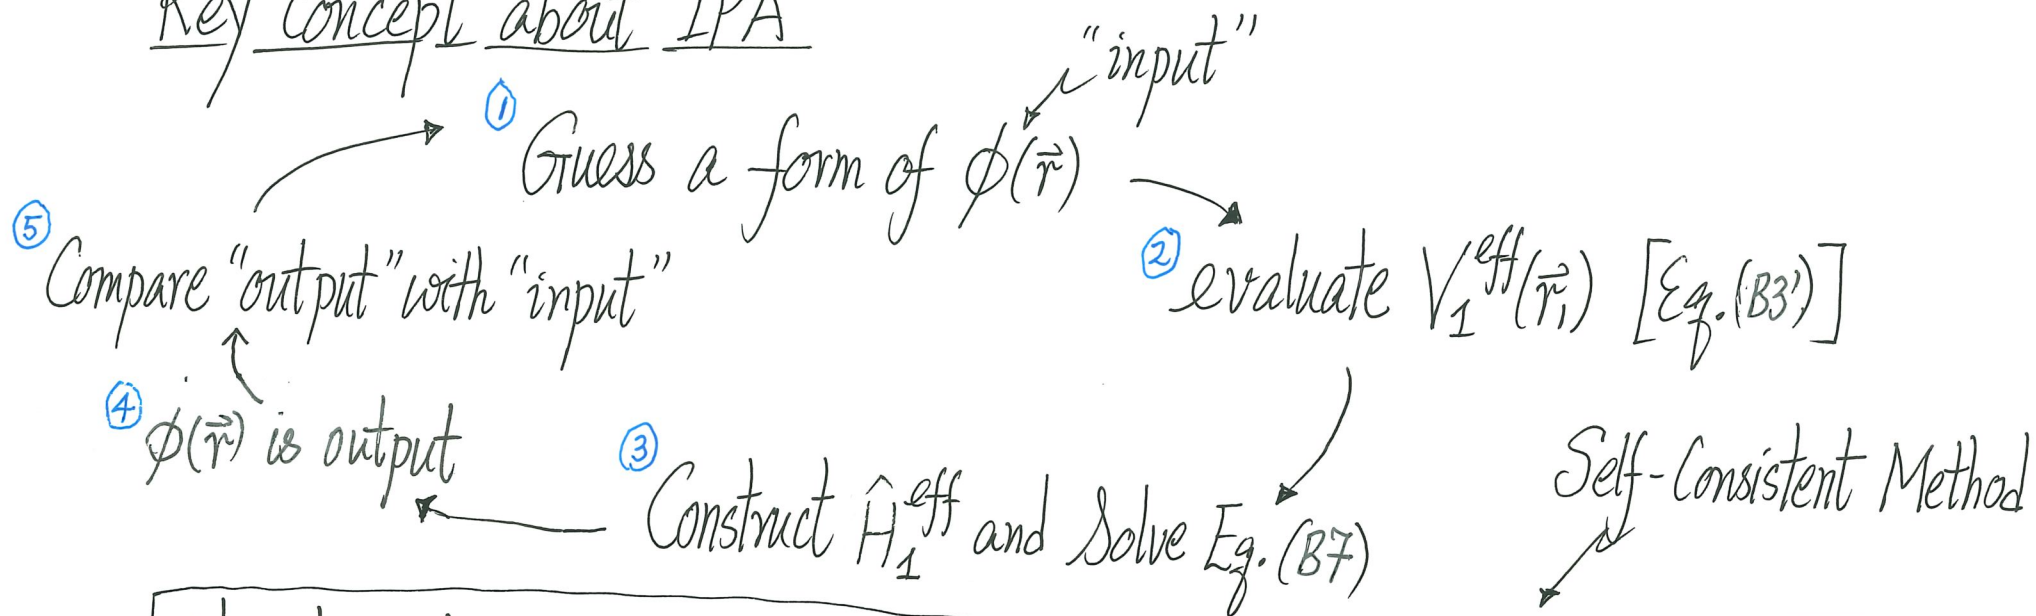 Key Concept about IPA
"input"
① Guess a form of ϕ(r⃗)
⑤ Compare "output" with "input"
② evaluate V₁^eff(r⃗₁) [Eq.(B3')]
④ ϕ(r⃗) is output
③ Construct Ĥ₁^eff and Solve Eq.(B7)
Self-Consistent Method